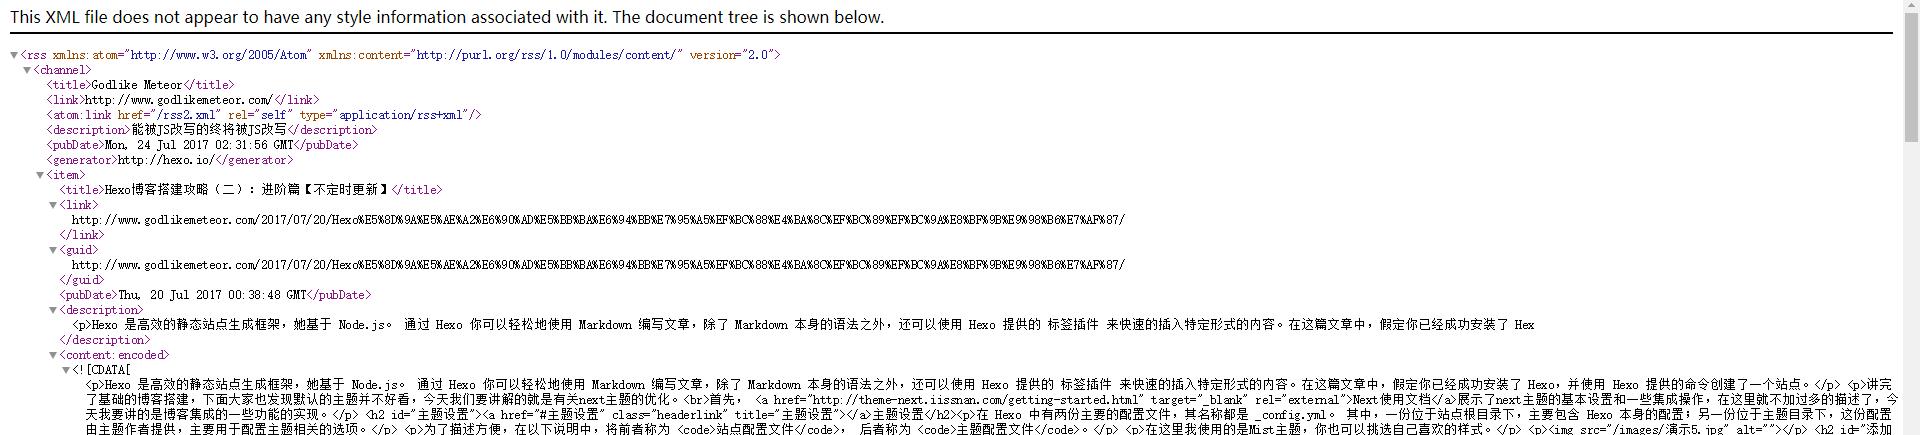 This XML file does not appear to have any style information associated with it. The document tree is shown below.
▼<rss xmlns:atom="http://www.w3.org/2005/Atom" xmlns:content="http://purl.org/rss/1.0/modules/content/" version="2.0">
▼<channel>
<title>Godlike Meteor</title>
<link>http://www.godlikemeteor.com/</link>
<atom:link href="/rss2.xml" rel="self" type="application/rss+xml"/>
<description>能被JS改写的终将被JS改写</description>
<pubDate>Mon, 24 Jul 2017 02:31:56 GMT</pubDate>
<generator>http://hexo.io/</generator>
▼<item>
<title>Hexo博客搭建攻略（二）：进阶篇【不定时更新】</title>
▼<link>
http://www.godlikemeteor.com/2017/07/20/Hexo%E5%8D%9A%E5%AE%A2%E6%90%AD%E5%BB%BA%E6%94%BB%E7%95%A5%EF%BC%88%E4%BA%8C%EF%BC%89%EF%BC%9A%E8%BF%9B%E9%98%B6%E7%AF%87/
</link>
▼<guid>
http://www.godlikemeteor.com/2017/07/20/Hexo%E5%8D%9A%E5%AE%A2%E6%90%AD%E5%BB%BA%E6%94%BB%E7%95%A5%EF%BC%88%E4%BA%8C%EF%BC%89%EF%BC%9A%E8%BF%9B%E9%98%B6%E7%AF%87/
</guid>
<pubDate>Thu, 20 Jul 2017 00:38:48 GMT</pubDate>
▼<description>
<p>Hexo 是高效的静态站点生成框架，她基于 Node.js。 通过 Hexo 你可以轻松地使用 Markdown 编写文章，除了 Markdown 本身的语法之外，还可以使用 Hexo 提供的 标签插件 来快速的插入特定形式的内容。在这篇文章中，假定你已经成功安装了 Hex
</description>
▼<content:encoded>
▼<![CDATA[
<p>Hexo 是高效的静态站点生成框架，她基于 Node.js。 通过 Hexo 你可以轻松地使用 Markdown 编写文章，除了 Markdown 本身的语法之外，还可以使用 Hexo 提供的 标签插件 来快速的插入特定形式的内容。在这篇文章中，假定你已经成功安装了 Hexo，并使用 Hexo 提供的命令创建了一个站点。</p> <p>讲完
了基础的博客搭建，下面大家也发现默认的主题并不好看，今天我们要讲解的就是有关next主题的优化。<br>首先， <a href="http://theme-next.iissnan.com/getting-started.html" target="_blank" rel="external">Next使用文档</a>展示了next主题的基本设置和一些集成操作，在这里就不加过多的描述了，今
天我要讲的是博客集成的一些功能的实现。</p> <h2 id="主题设置"><a href="#主题设置" class="headerlink" title="主题设置"></a>主题设置</h2><p>在 Hexo 中有两份主要的配置文件，其名称都是 _config.yml。 其中，一份位于站点根目录下，主要包含 Hexo 本身的配置；另一份位于主题目录下，这份配置
由主题作者提供，主要用于配置主题相关的选项。</p> <p>为了描述方便，在以下说明中，将前者称为 <code>站点配置文件</code>， 后者称为 <code>主题配置文件</code>。</p> <p>在这里我使用的是Mist主题，你也可以挑选自己喜欢的样式。</p> <p><img src="/images/演示5.jpg" alt=""></p> <h2 id="添加